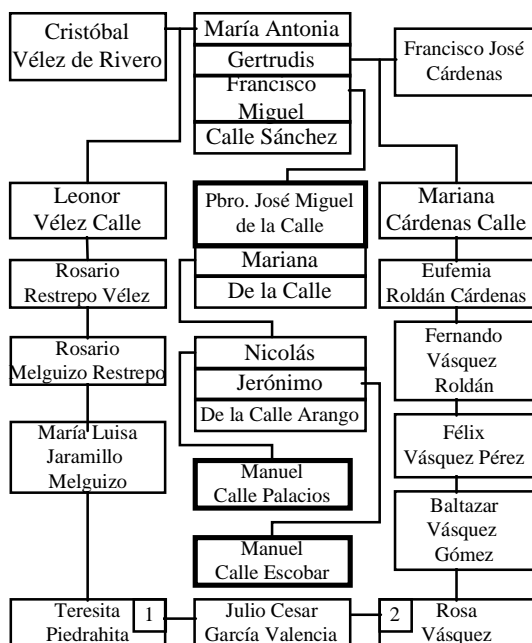 Cristóbal
Vélez de Rivero
María Antonia
Gertrudis
Francisco
Miguel
Calle Sánchez
Francisco José
Cárdenas
Leonor
Vélez Calle
Pbro. José Miguel
de la Calle
Mariana
De la Calle
Mariana
Cárdenas Calle
Rosario
Restrepo Vélez
Eufemia
Roldán Cárdenas
Rosario
Melguizo Restrepo
Nicolás
Jerónimo
De la Calle Arango
Fernando
Vásquez
Roldán
María Luisa
Jaramillo
Melguizo
Manuel
Calle Palacios
Félix
Vásquez Pérez
Manuel
Calle Escobar
Baltazar
Vásquez
Gómez
Teresita
Piedrahita
1
Julio Cesar
García Valencia
2
Rosa
Vásquez